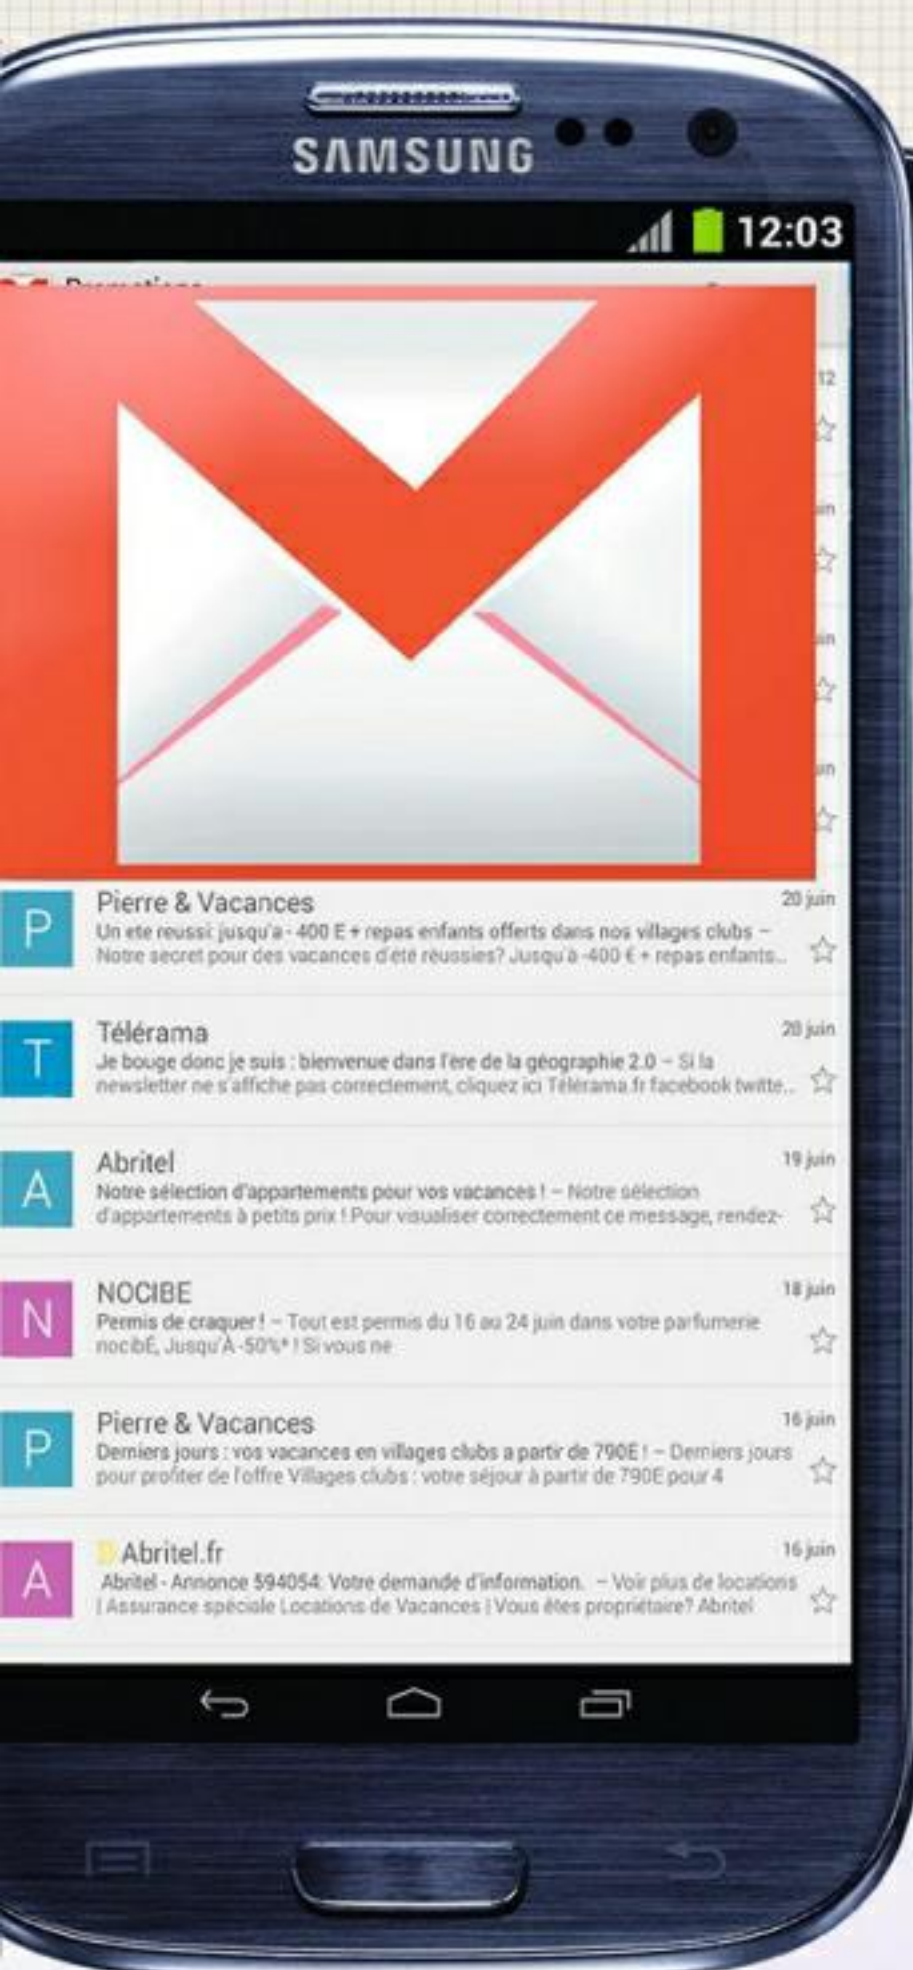 SAMSUNG
12:03
Promotions
12
P
Pierre & Vacances
20 juin
Un ete reussi: jusqu'a - 400 E + repas enfants offerts dans nos villages clubs –
Notre secret pour des vacances d'été réussies? Jusqu'à -400 € + repas enfants...
T
Télérama
20 juin
Je bouge donc je suis : bienvenue dans l'ère de la géographie 2.0 – Si la
newsletter ne s'affiche pas correctement, cliquez ici Télérama.fr facebook twitte...
A
Abritel
19 juin
Notre sélection d'appartements pour vos vacances ! – Notre sélection
d'appartements à petits prix ! Pour visualiser correctement ce message, rendez-
N
NOCIBE
18 juin
Permis de craquer ! – Tout est permis du 16 au 24 juin dans votre parfumerie
nocibÉ, Jusqu'À -50%* ! Si vous ne
P
Pierre & Vacances
16 juin
Derniers jours : vos vacances en villages clubs a partir de 790E ! – Derniers jours
pour profiter de l'offre Villages clubs : votre séjour à partir de 790E pour 4
A
Abritel.fr
16 juin
Abritel - Annonce 594054: Votre demande d'information. – Voir plus de locations
| Assurance spéciale Locations de Vacances | Vous êtes propriétaire? Abritel